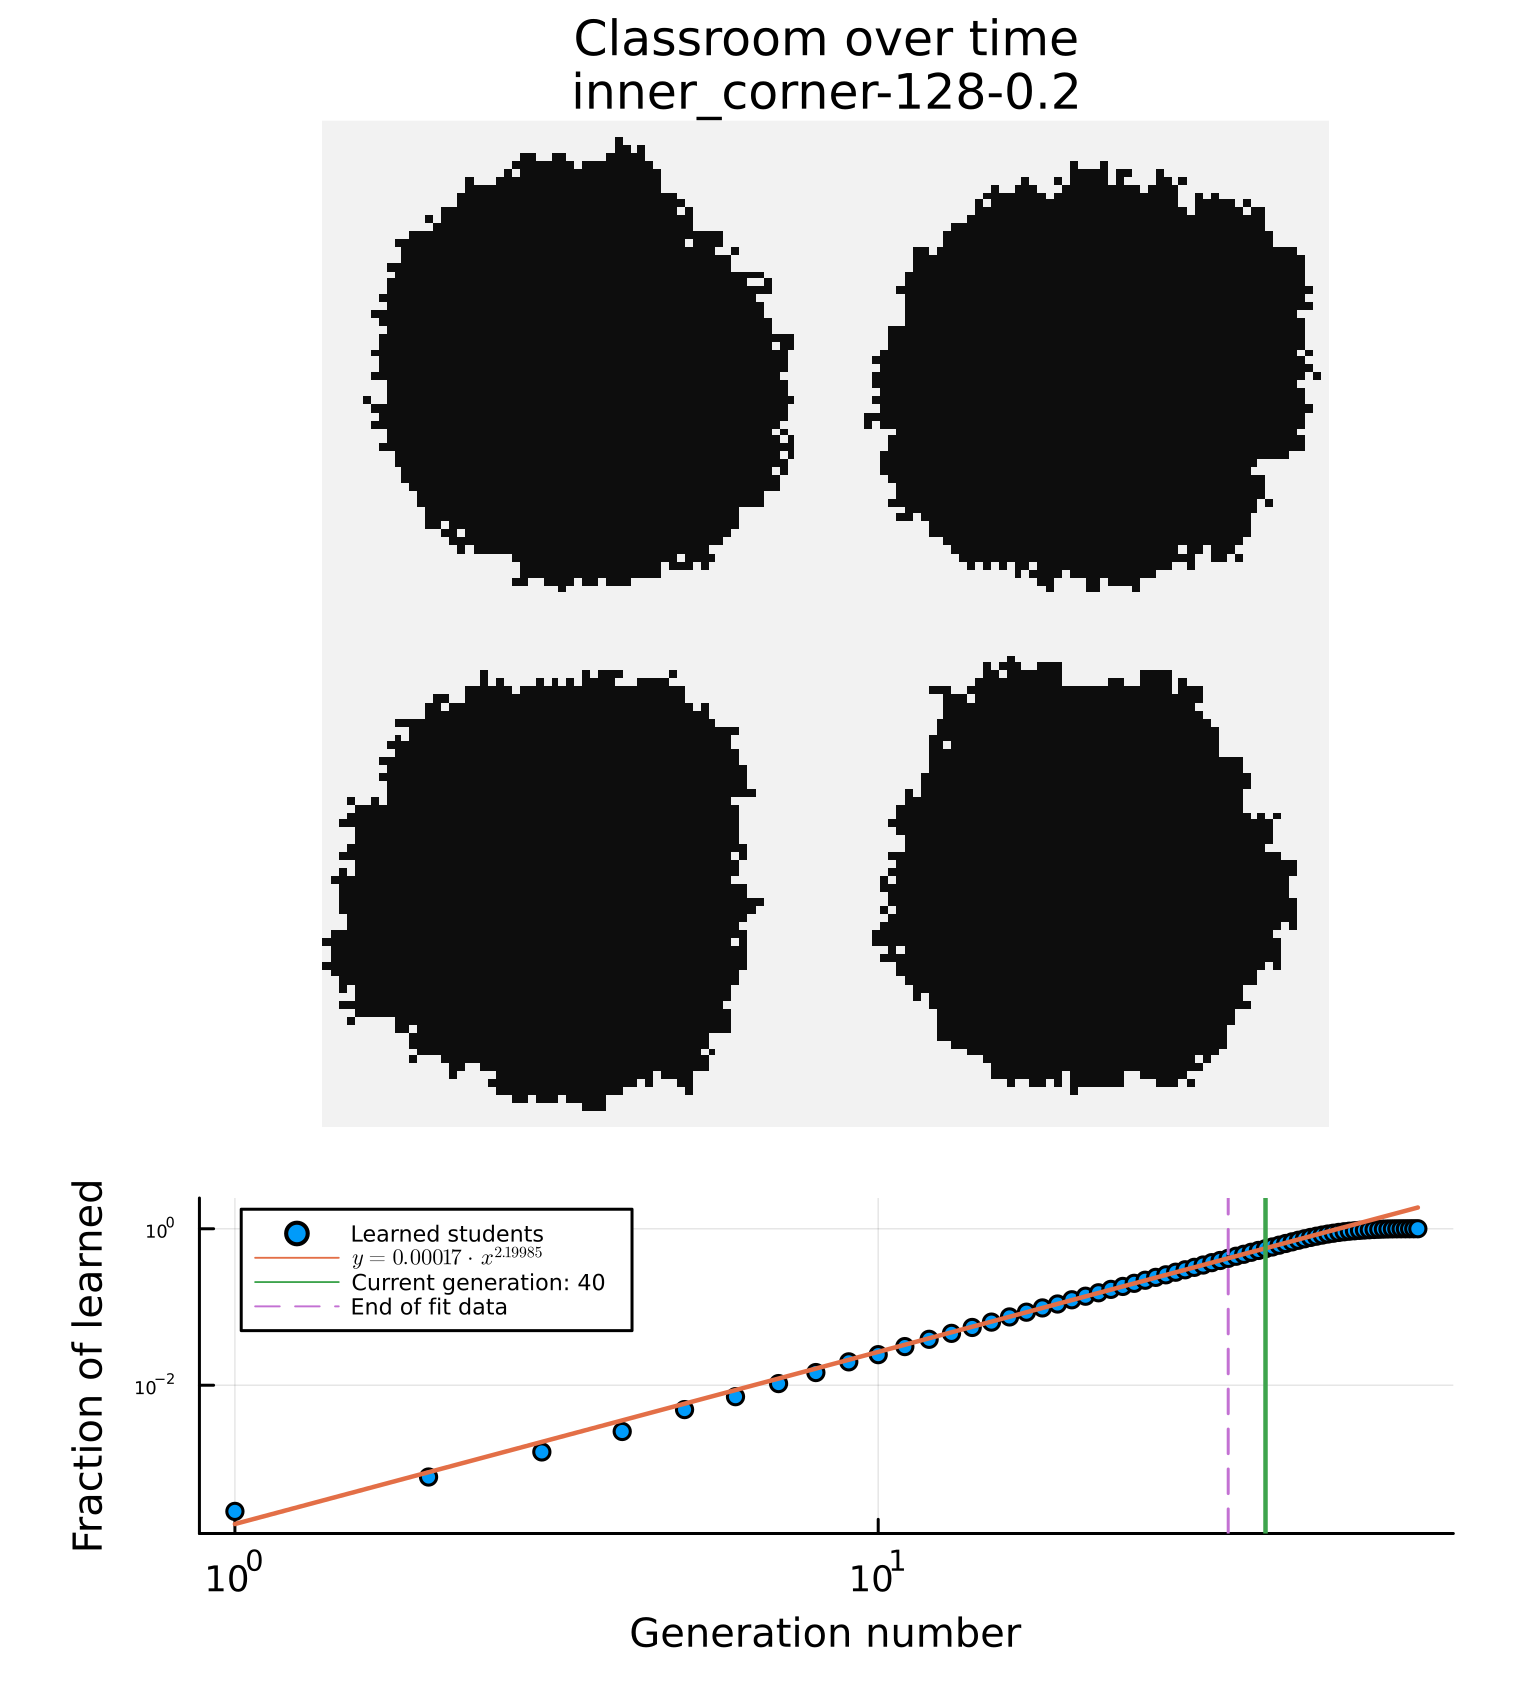 Classroom over time
inner_corner-128-0.2
Fraction of learned
10^0
10^-2
Learned students
y = 0.00017 · x^2.19985
Current generation: 40
End of fit data
10^0
10^1
Generation number